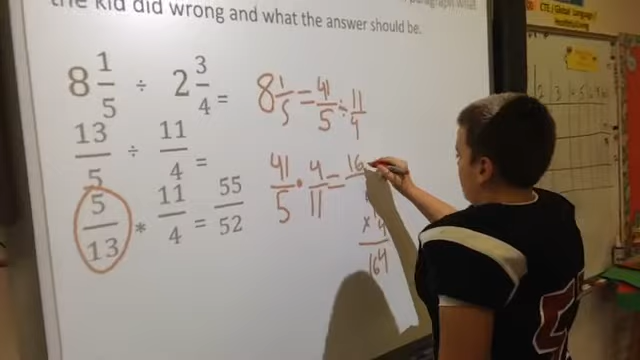 the kid did wrong and what the answer should be.
8 1/5 ÷ 2 3/4 =
8 1/5 = 41/5 ÷ 11/4
13/5 ÷ 11/4 =
41/5 · 4/11 = 16
5/13 * 11/4 = 55/52
x 4
164